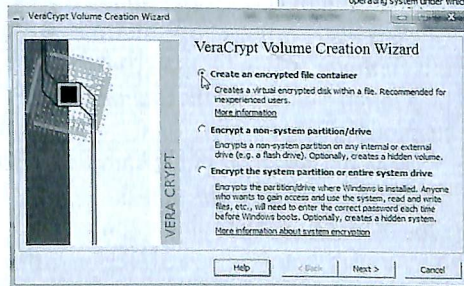 operating system under which
VeraCrypt Volume Creation Wizard
VeraCrypt Volume Creation Wizard
Create an encrypted file container
Creates a virtual encrypted disk within a file. Recommended for
inexperienced users.
More information
Encrypt a non-system partition/drive
Encrypts a non-system partition on any internal or external
drive (e.g. a flash drive). Optionally, creates a hidden volume.
Encrypt the system partition or entire system drive
Encrypts the partition/drive where Windows is installed. Anyone
who wants to gain access and use the system, read and write
files, etc., will need to enter the correct password each time
before Windows boots. Optionally, creates a hidden system.
More information about system encryption
VERA CRYPT
Help
< Back
Next >
Cancel